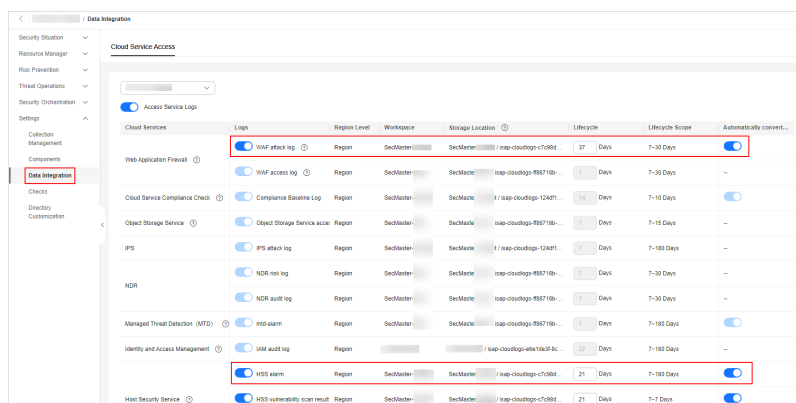 / Data Integration
Security Situation
Resource Manager
Risk Prevention
Threat Operations
Security Orchestration
Settings
Collection
Management
Components
Data Integration
Checks
Directory
Customization
Cloud Service Access
Access Service Logs
Cloud Services Logs Region Level Workspace Storage Location Lifecycle Lifecycle Scope Automatically convert...
Web Application Firewall
WAF attack log Region SecMaster SecMaster / isap-cloudlogs-c7c98d... 37 Days 7~30 Days
WAF access log Region SecMaster- SecMaste isap-cloudlogs-ff86716b-... 7 Days 7~30 Days --
Cloud Service Compliance Check Compliance Baseline Log Region SecMaster- SecMaste t / isap-cloudlogs-124df1... 14 Days 7~10 Days
Object Storage Service Object Storage Service acces Region SecMaster- SecMaste isap-cloudlogs-ff86716b-... 7 Days 7~15 Days --
IPS IPS attack log Region SecMaster- SecMaste t / isap-cloudlogs-124df1... 7 Days 7~180 Days --
NDR
NDR risk log Region SecMaster- SecMaste isap-cloudlogs-ff86716b-... 7 Days 7~30 Days --
NDR audit log Region SecMaster- SecMaste isap-cloudlogs-ff86716b-... 7 Days 7~30 Days --
Managed Threat Detection (MTD) mtd-alarm Region SecMaster- SecMaste isap-cloudlogs-ff86716b-... 7 Days 7~180 Days
Identity and Access Management IAM audit log Region / isap-cloudlogs-e6e1de3f-8c... Days 7~180 Days --
HSS alarm Region SecMaster- SecMaster / isap-cloudlogs-c7c98d... 21 Days 7~180 Days
Host Security Service HSS vulnerability scan result Region SecMaster- SecMaster / isap-cloudlogs-c7c98d... 21 Days 7~7 Days